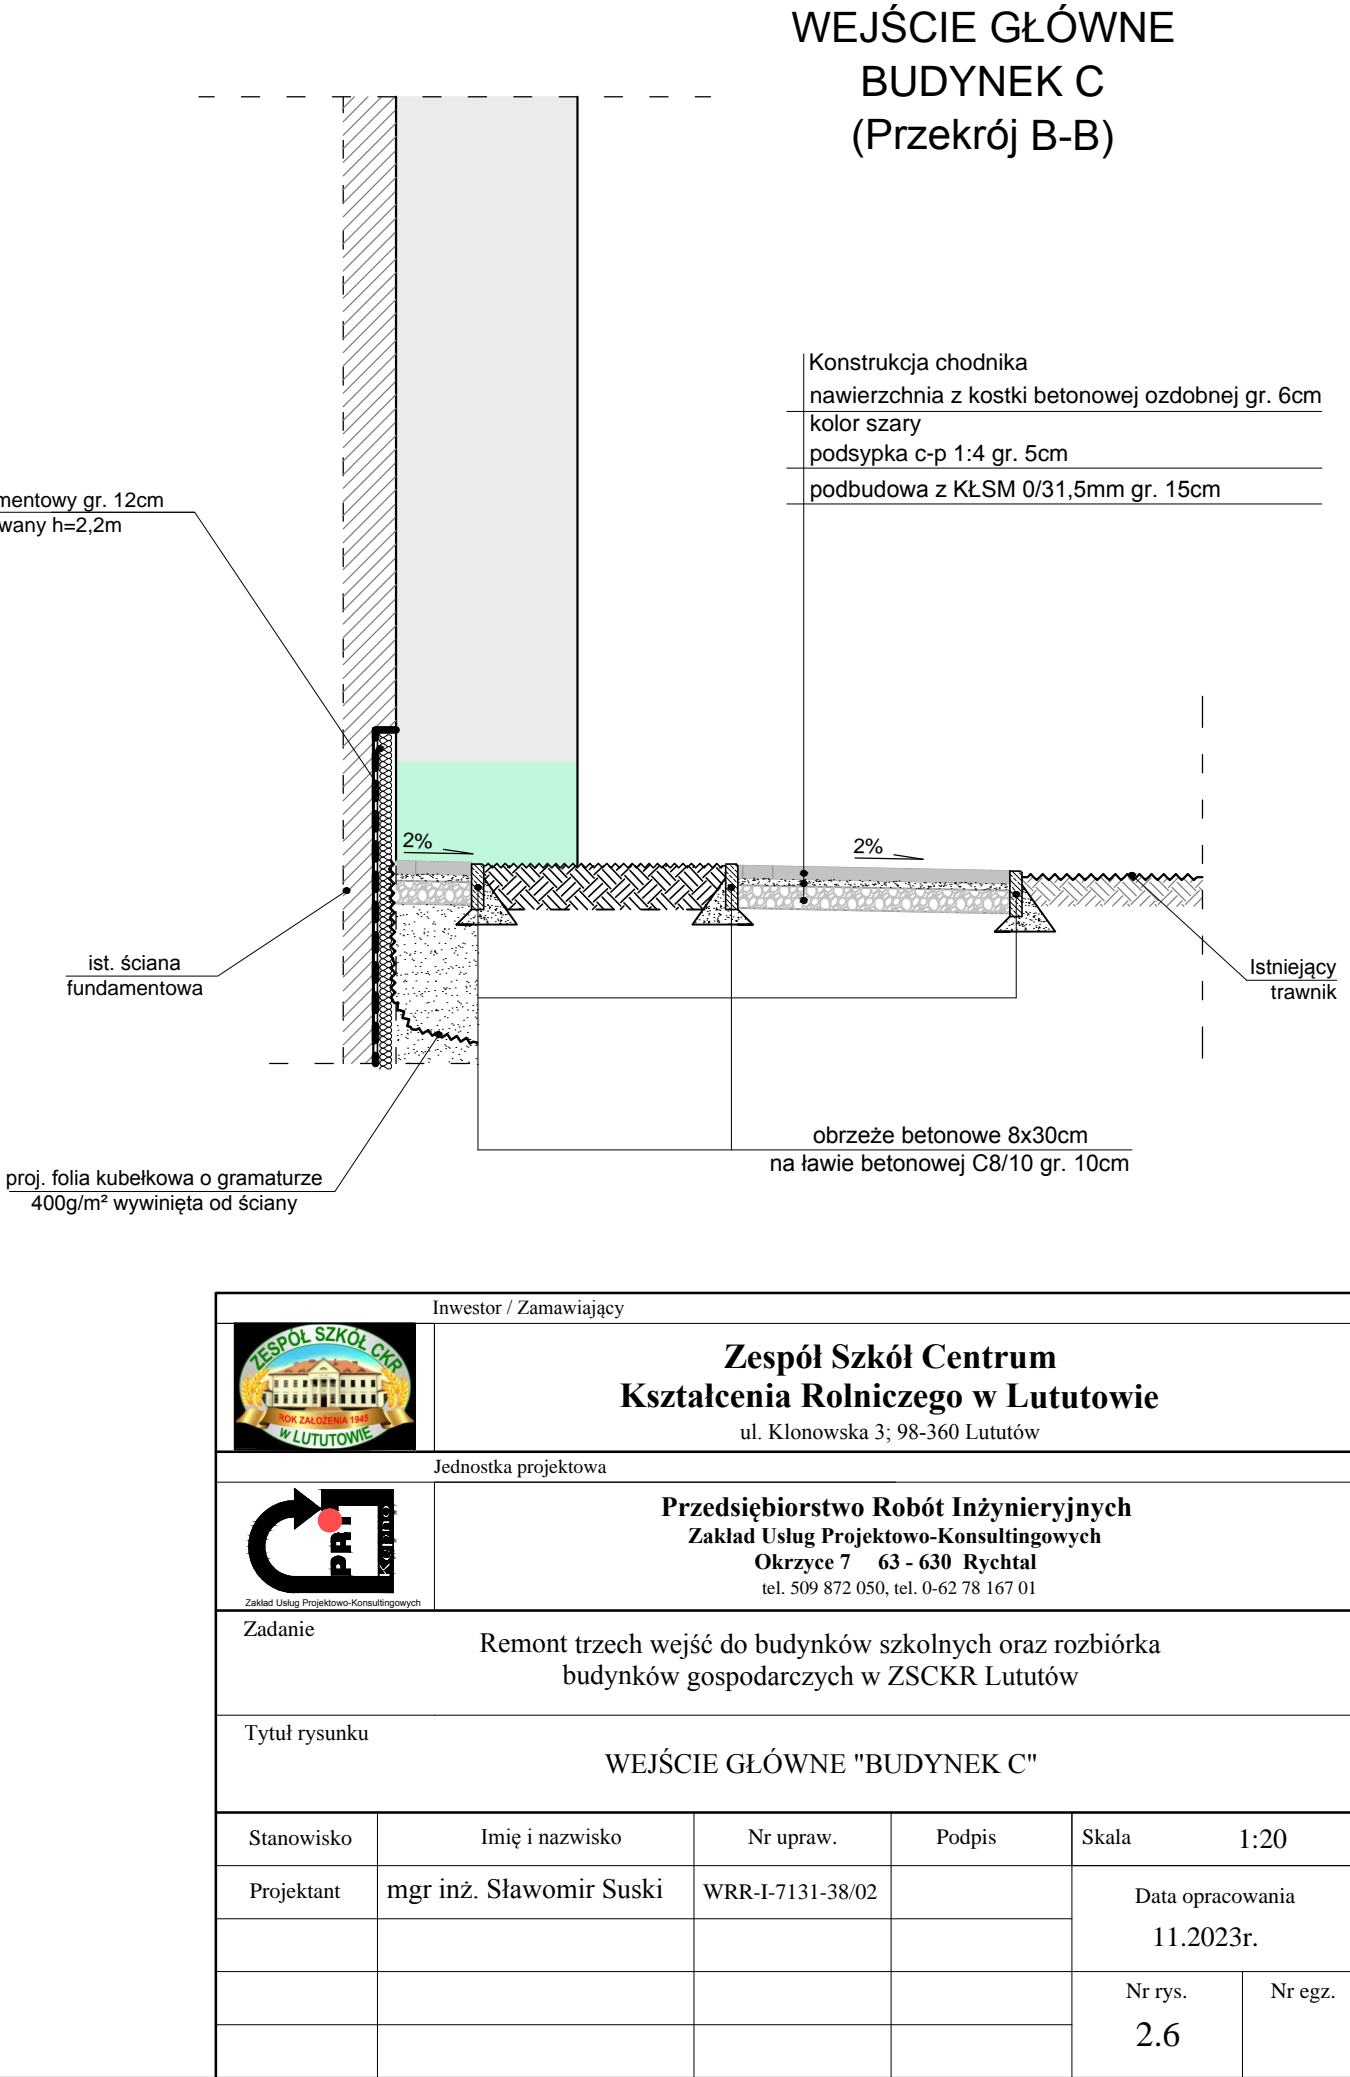 WEJŚCIE GŁÓWNE
BUDYNEK C
(Przekrój B-B)
Konstrukcja chodnika
nawierzchnia z kostki betonowej ozdobnej gr. 6cm
kolor szary
podsypka c-p 1:4 gr. 5cm
podbudowa z KŁSM 0/31,5mm gr. 15cm
mentowy gr. 12cm
wany h=2,2m
2%
2%
ist. ściana
fundamentowa
Istniejący
trawnik
obrzeże betonowe 8x30cm
na ławie betonowej C8/10 gr. 10cm
proj. folia kubełkowa o gramaturze
400g/m² wywinięta od ściany
Inwestor / Zamawiający
ZESPÓŁ SZKÓŁ CKR
ROK ZAŁOŻENIA 1945
W LUTUTOWIE
Zespół Szkół Centrum
Kształcenia Rolniczego w Lututowie
ul. Klonowska 3; 98-360 Lututów
Jednostka projektowa
PRI
Kępno
Zakład Usług Projektowo-Konsultingowych
Przedsiębiorstwo Robót Inżynieryjnych
Zakład Usług Projektowo-Konsultingowych
Okrzyce 7 63 - 630 Rychtal
tel. 509 872 050, tel. 0-62 78 167 01
Zadanie
Remont trzech wejść do budynków szkolnych oraz rozbiórka
budynków gospodarczych w ZSCKR Lututów
Tytuł rysunku
WEJŚCIE GŁÓWNE "BUDYNEK C"
Stanowisko Imię i nazwisko Nr upraw. Podpis Skala 1:20
Projektant mgr inż. Sławomir Suski WRR-I-7131-38/02
Data opracowania
11.2023r.
Nr rys. Nr egz.
2.6